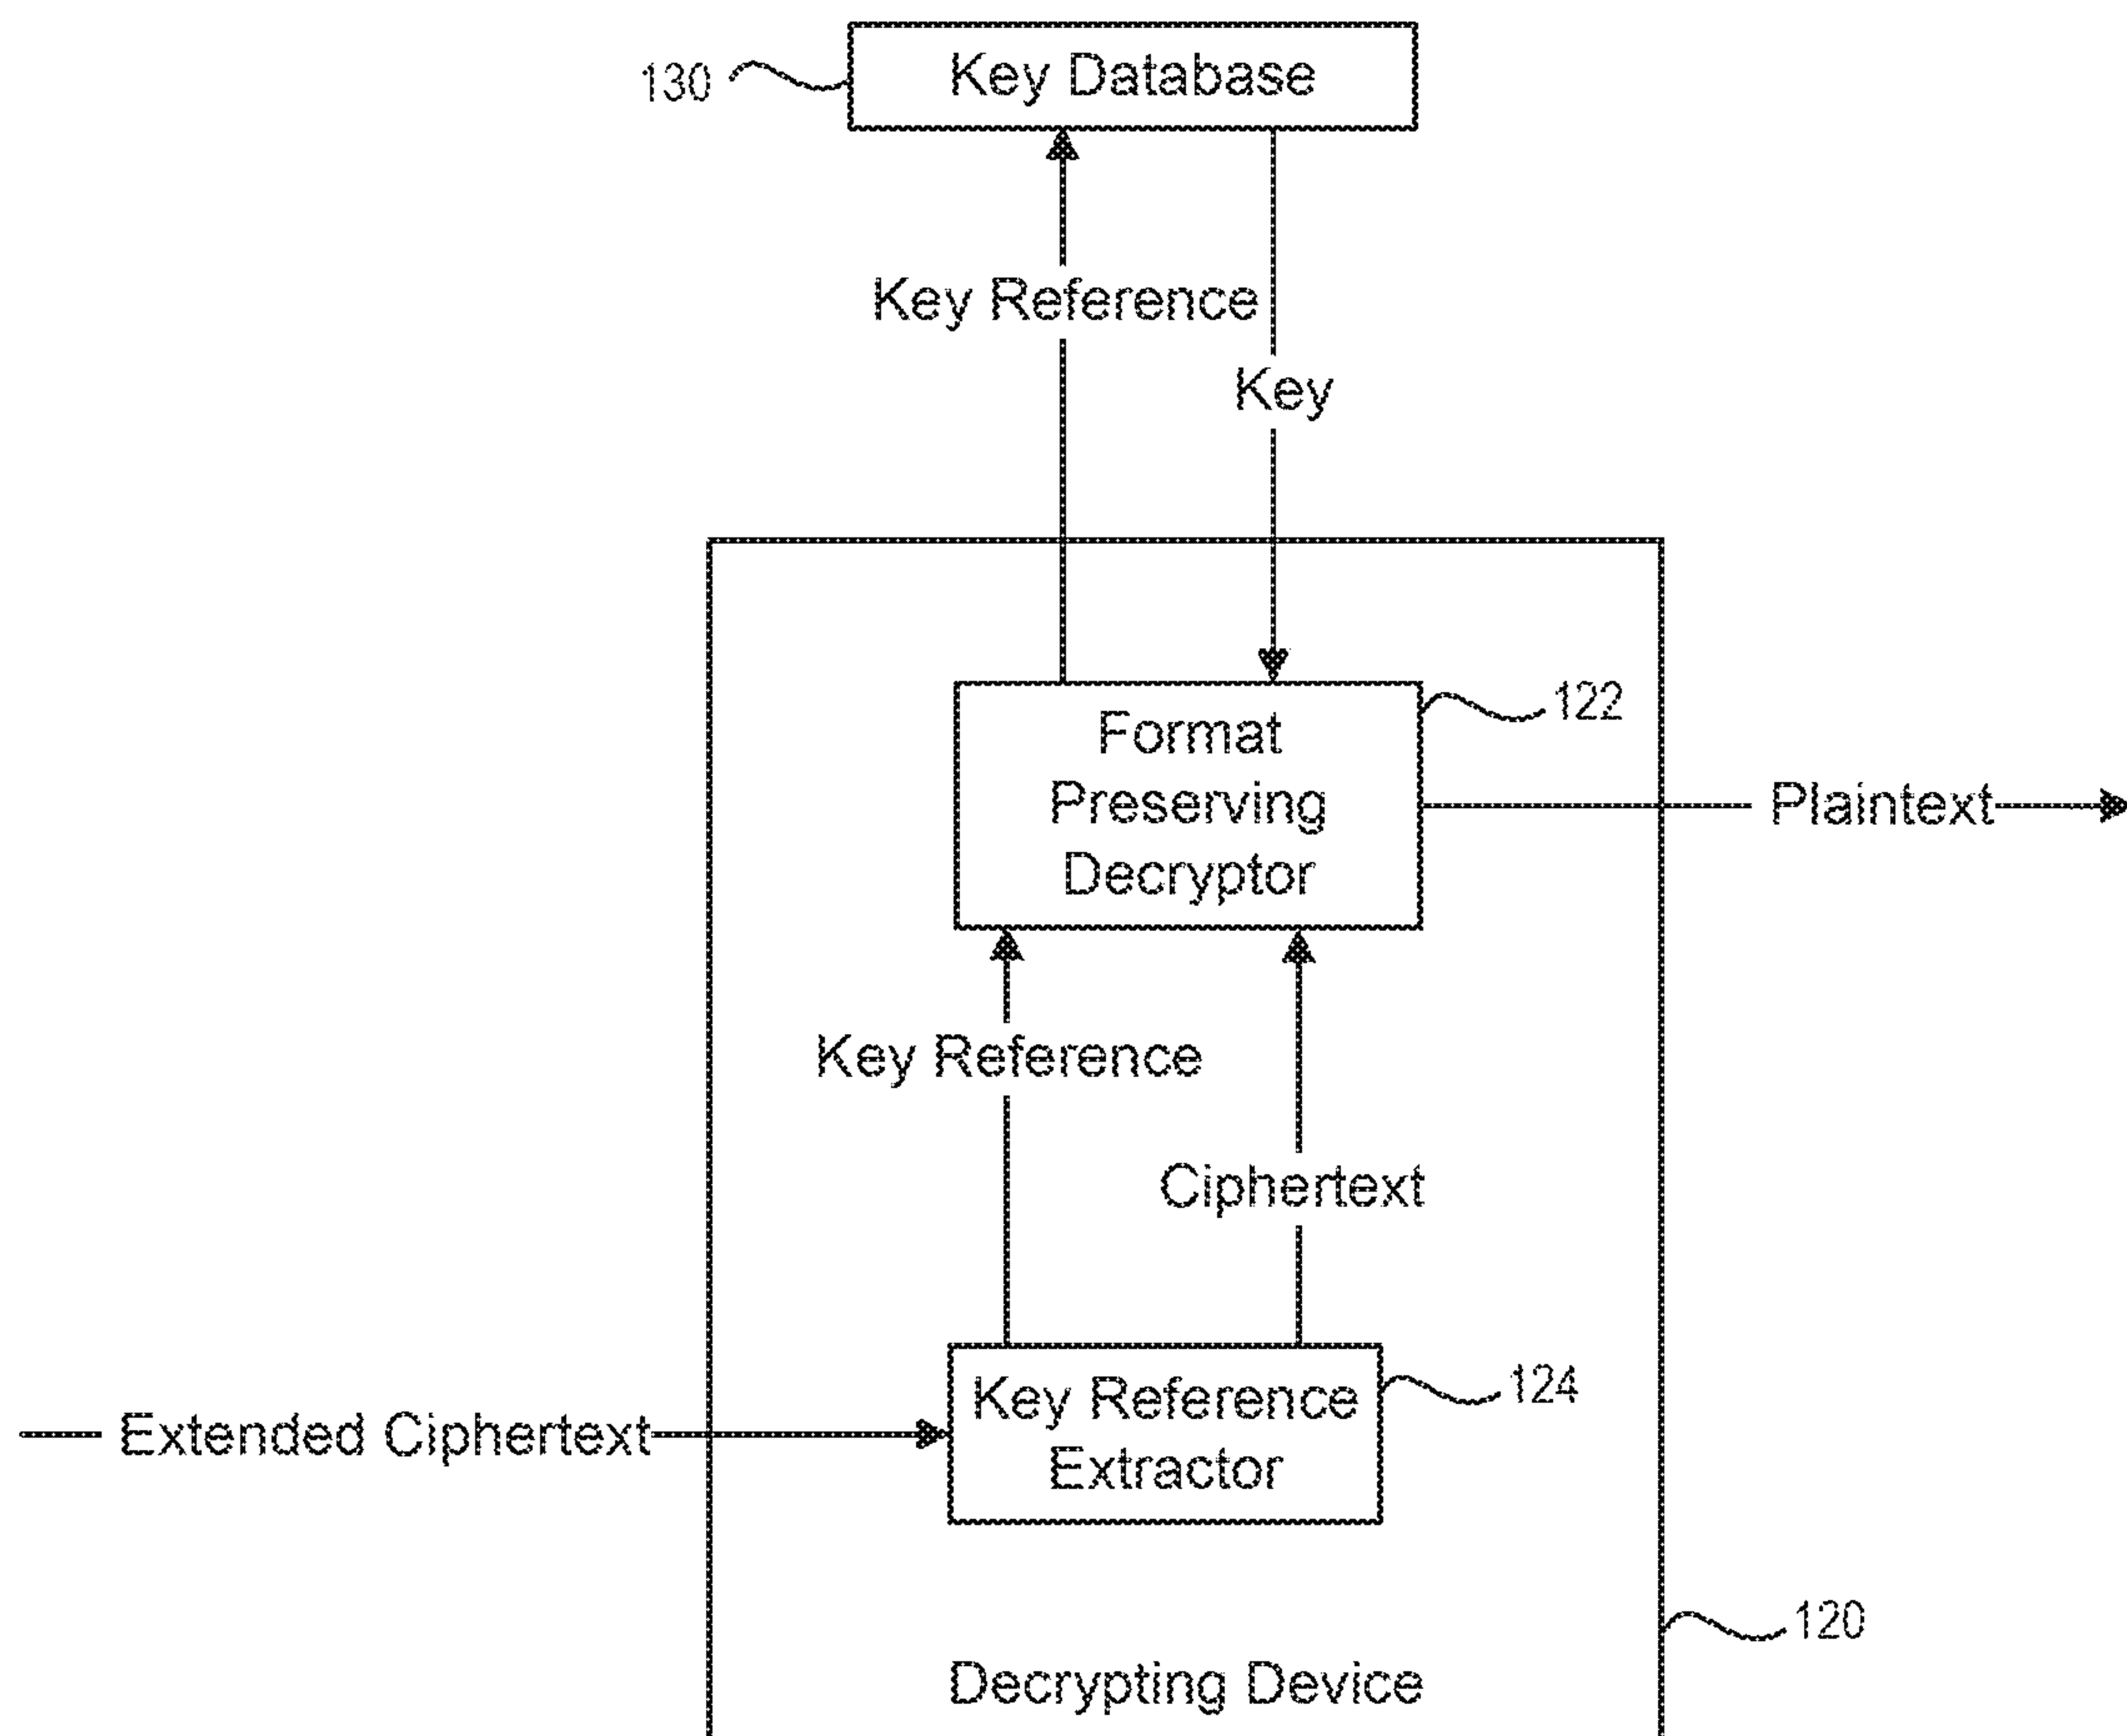 Key Database
130
Key Reference
Key
Format
Preserving
Decryptor
122
Plaintext
Key Reference
Ciphertext
Key Reference
Extractor
124
Extended Ciphertext
120
Decrypting Device